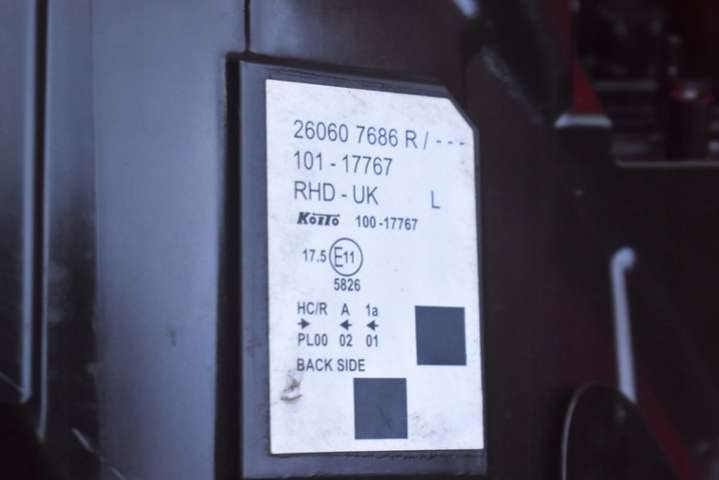 26060 7686 R / - - -
101 - 17767
RHD - UK L
KOITO 100 -17767
17.5 E11
5826
HC/R A 1a
→ ← ←
PL00 02 01
BACK SIDE